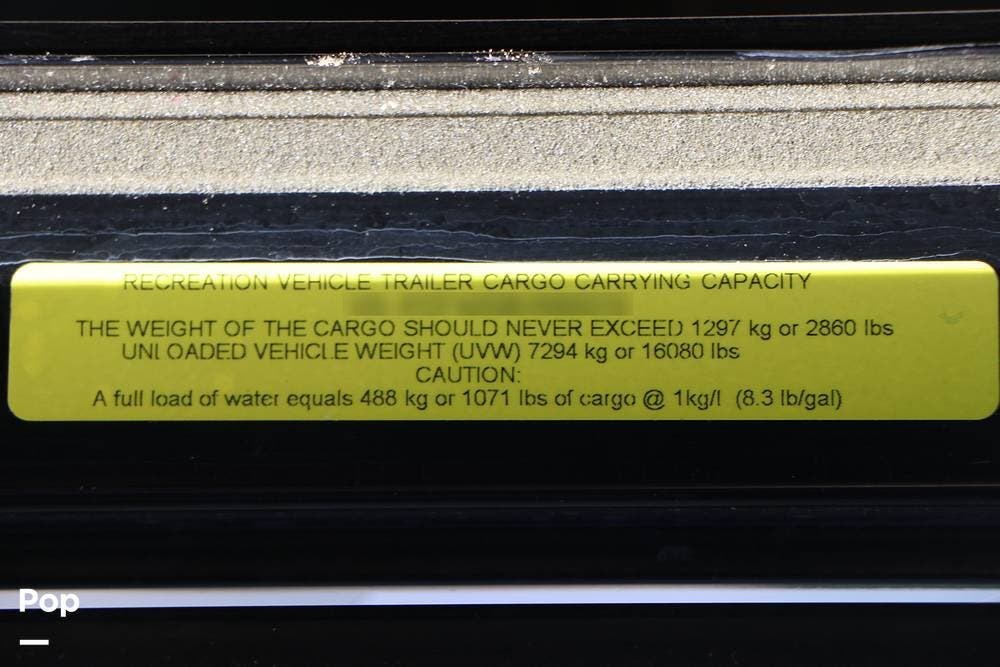 RECREATION VEHICLE TRAILER CARGO CARRYING CAPACITY
THE WEIGHT OF THE CARGO SHOULD NEVER EXCEED 1297 kg or 2860 lbs
UNLOADED VEHICLE WEIGHT (UVW) 7294 kg or 16080 lbs
CAUTION:
A full load of water equals 488 kg or 1071 lbs of cargo @ 1kg/l (8.3 lb/gal)
Pop